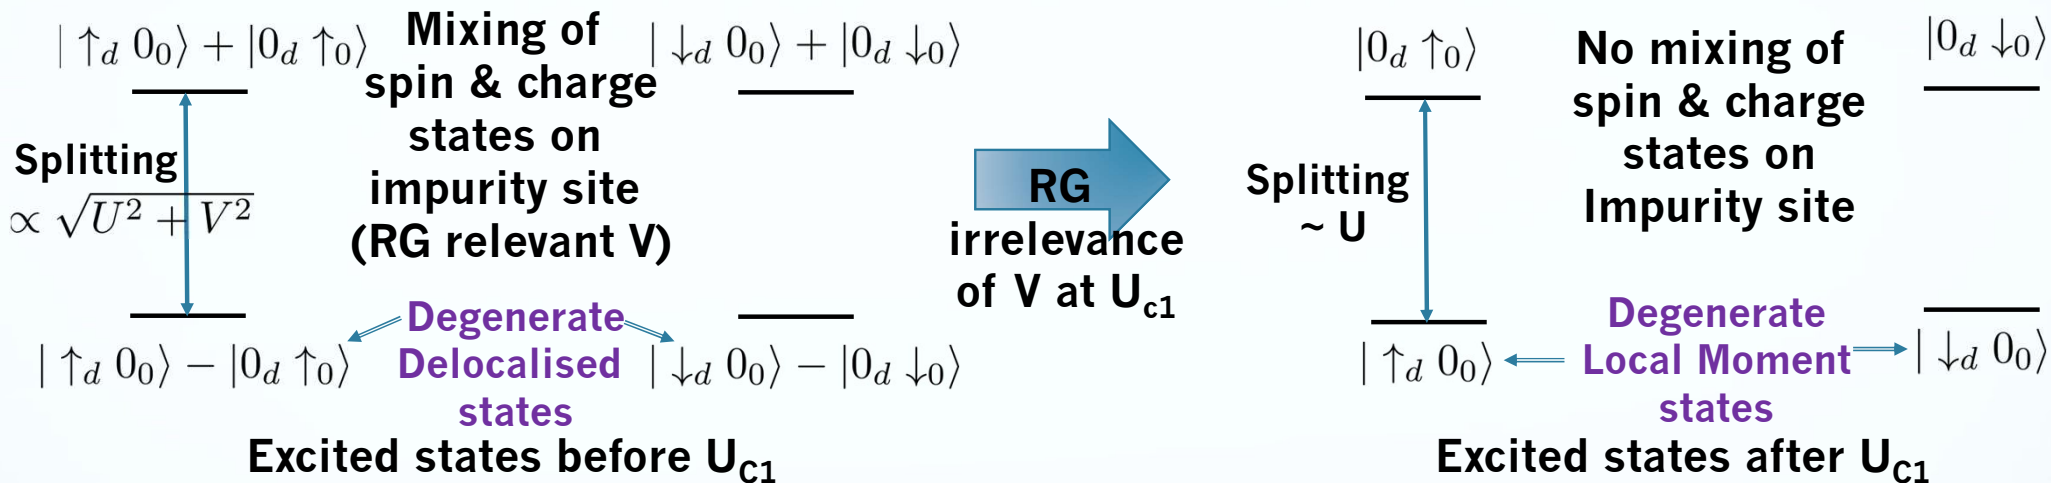 | ↑d 00⟩ + |0d ↑0⟩
Mixing of
spin & charge
states on
impurity site
(RG relevant V)
| ↓d 00⟩ + |0d ↓0⟩
Splitting
∝ √U² + V²
| ↑d 00⟩ − |0d ↑0⟩
Degenerate
Delocalised
states
| ↓d 00⟩ − |0d ↓0⟩
Excited states before UC1
RG
irrelevance
of V at Uc1
|0d ↑0⟩
No mixing of
spin & charge
states on
Impurity site
|0d ↓0⟩
Splitting
~ U
| ↑d 00⟩
Degenerate
Local Moment
states
| ↓d 00⟩
Excited states after UC1